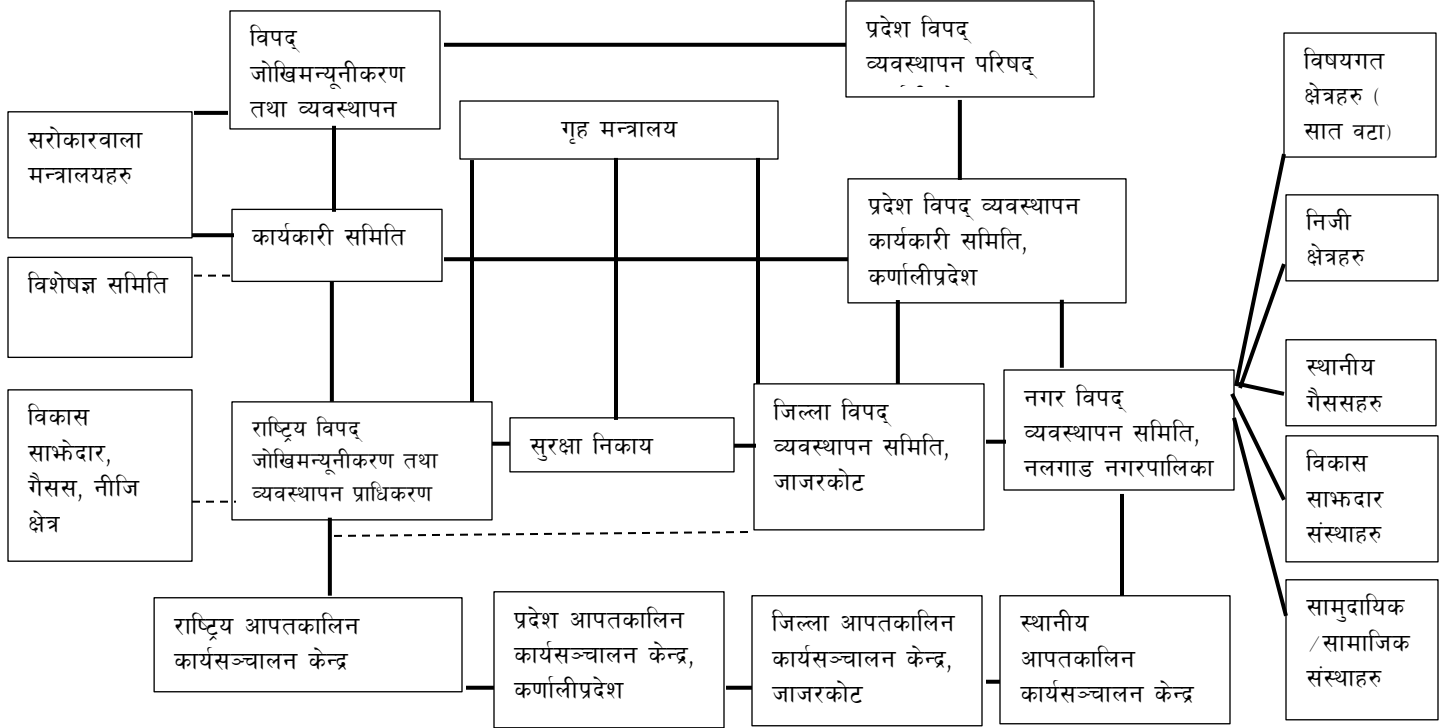 विपद्
जोखिमन्यूनीकरण
तथा व्यवस्थापन
प्रदेश विपद्
व्यवस्थापन परिषद्
विषयगत
क्षेत्रहरु (
सात वटा)
सरोकारवाला
मन्त्रालयहरु
गृह मन्त्रालय
कार्यकारी समिति
प्रदेश विपद् व्यवस्थापन
कार्यकारी समिति,
कर्णालीप्रदेश
निजी
क्षेत्रहरु
विशेषज्ञ समिति
स्थानीय
गैससहरु
विकास
साझेदार,
गैसस, नीजि
क्षेत्र
राष्ट्रिय विपद्
जोखिमन्यूनीकरण तथा
व्यवस्थापन प्राधिकरण
सुरक्षा निकाय
जिल्ला विपद्
व्यवस्थापन समिति,
जाजरकोट
नगर विपद्
व्यवस्थापन समिति,
नलगाड नगरपालिका
विकास
साझदार
संस्थाहरु
राष्ट्रिय आपतकालिन
कार्यसञ्चालन केन्द्र
प्रदेश आपतकालिन
कार्यसञ्चालन केन्द्र,
कर्णालीप्रदेश
जिल्ला आपतकालिन
कार्यसञ्चालन केन्द्र,
जाजरकोट
स्थानीय
आपतकालिन
कार्यसञ्चालन केन्द्र
सामुदायिक
/सामाजिक
संस्थाहरु